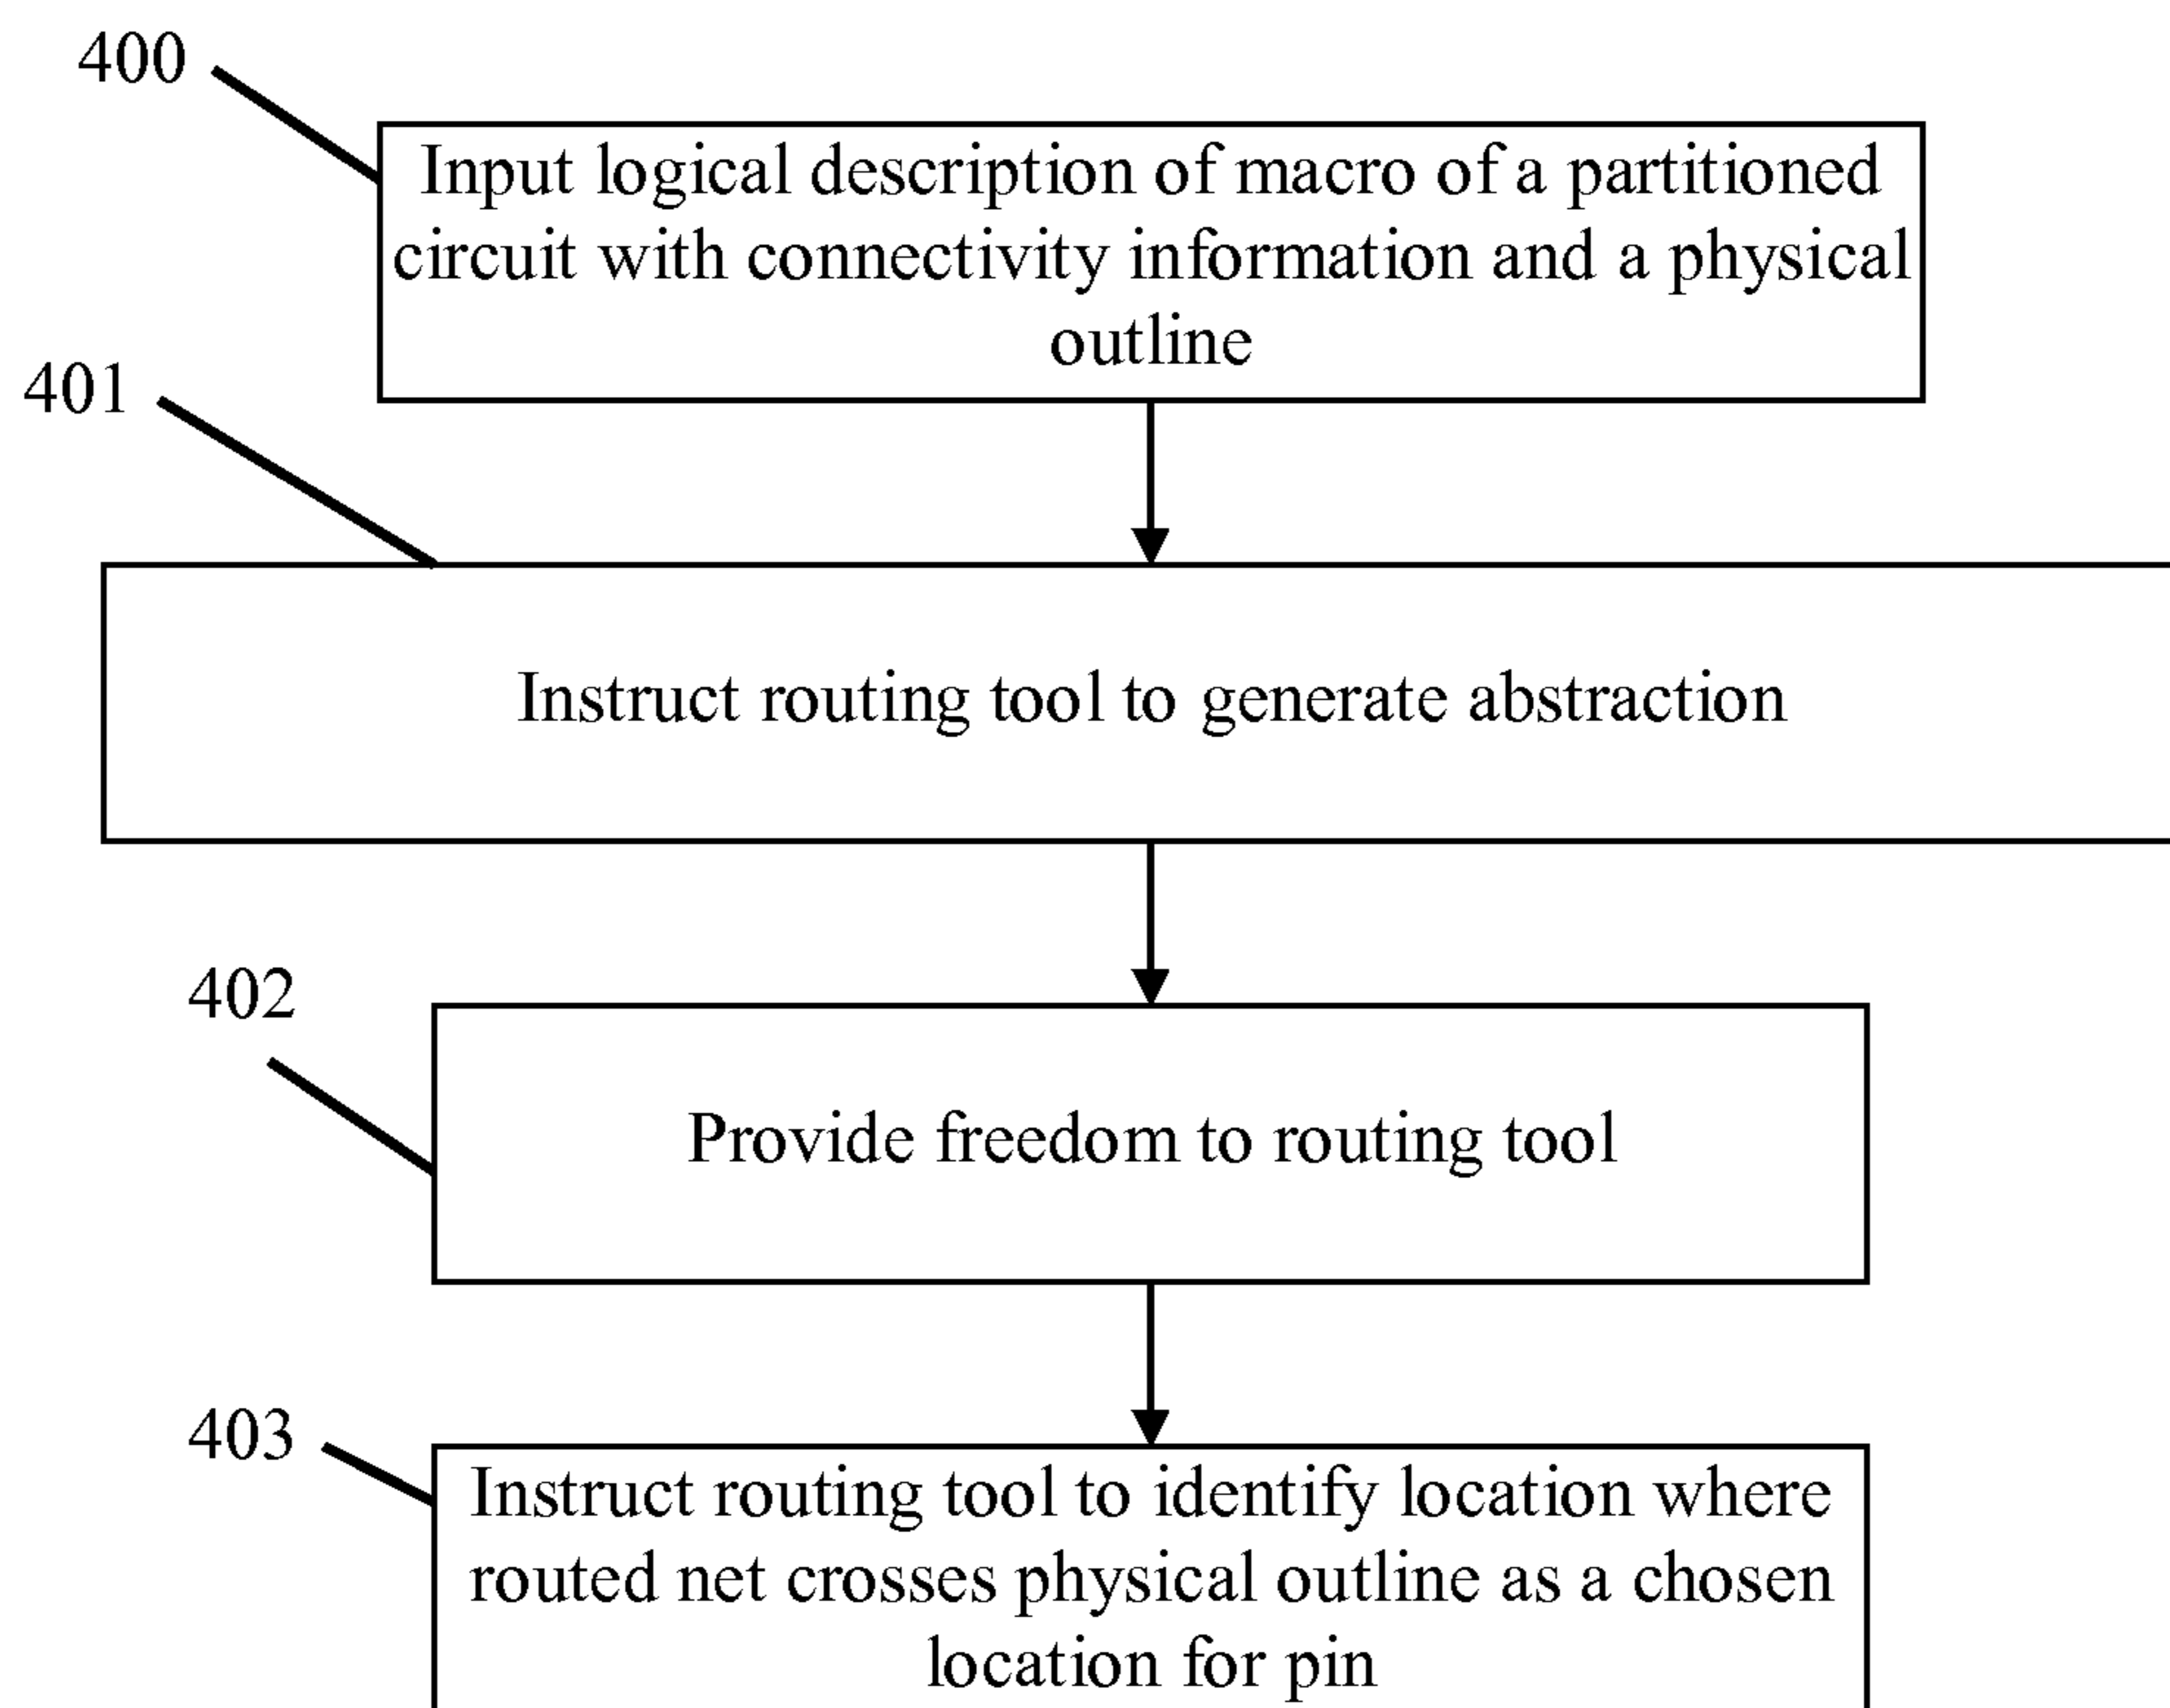 400
Input logical description of macro of a partitioned
circuit with connectivity information and a physical
outline
401
Instruct routing tool to generate abstraction
402
Provide freedom to routing tool
403
Instruct routing tool to identify location where
routed net crosses physical outline as a chosen
location for pin